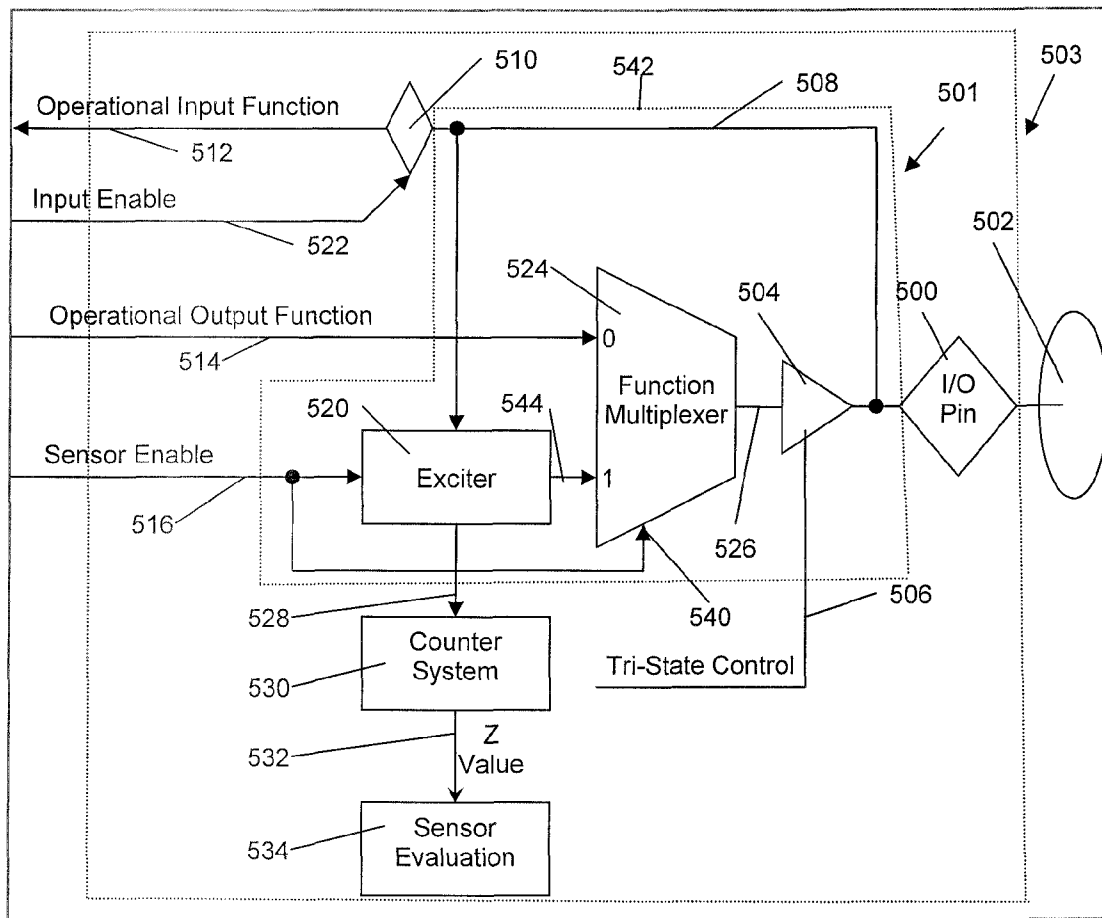 510
542
508
503
501
Operational Input Function
512
Input Enable
522
502
524
504
500
Operational Output Function
514
0
Function
Multiplexer
I/O
Pin
520
544
Sensor Enable
Exciter
1
516
526
528
540
506
Counter
System
530
Tri-State Control
532
Z
Value
534
Sensor
Evaluation